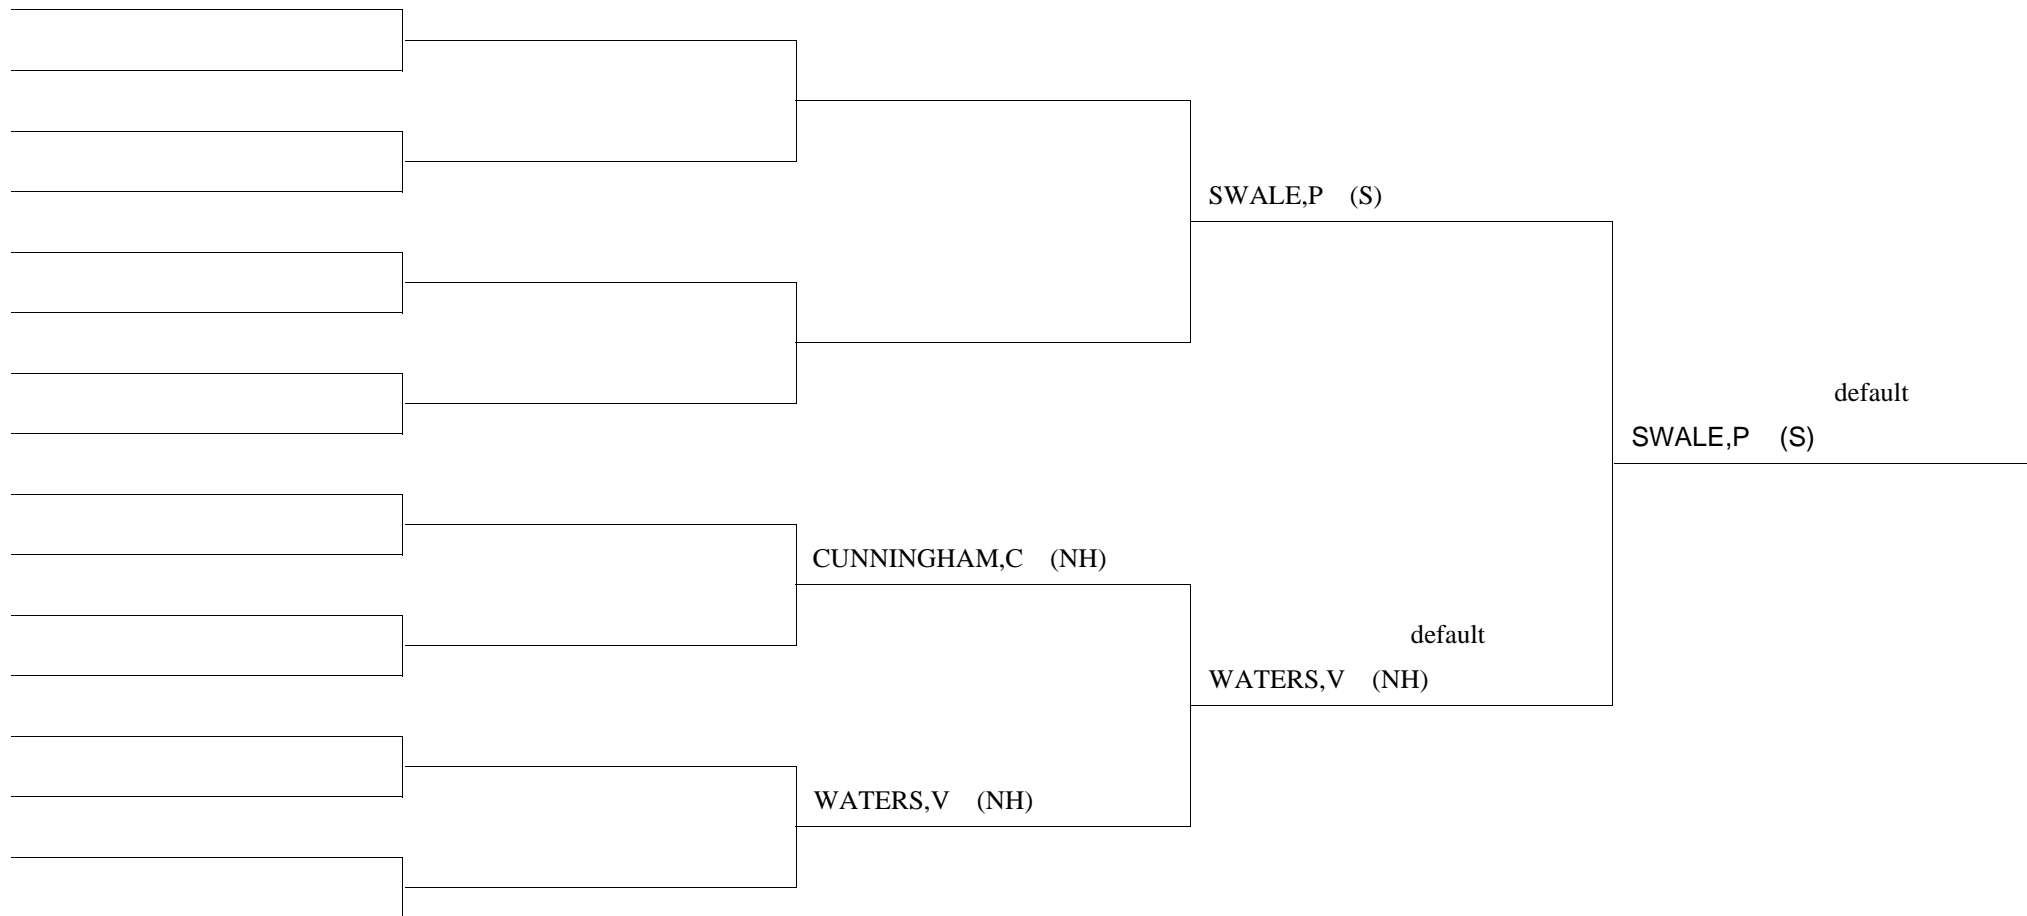 SWALE,P (S)
default
SWALE,P (S)
CUNNINGHAM,C (NH)
default
WATERS,V (NH)
WATERS,V (NH)